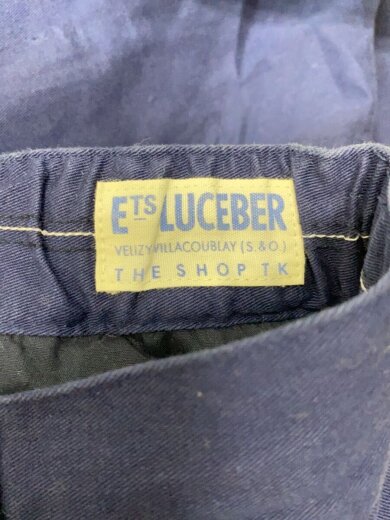 ETS LUCEBER
VELIZY VILLACOUBLAY (S. & O.)
THE SHOP TK